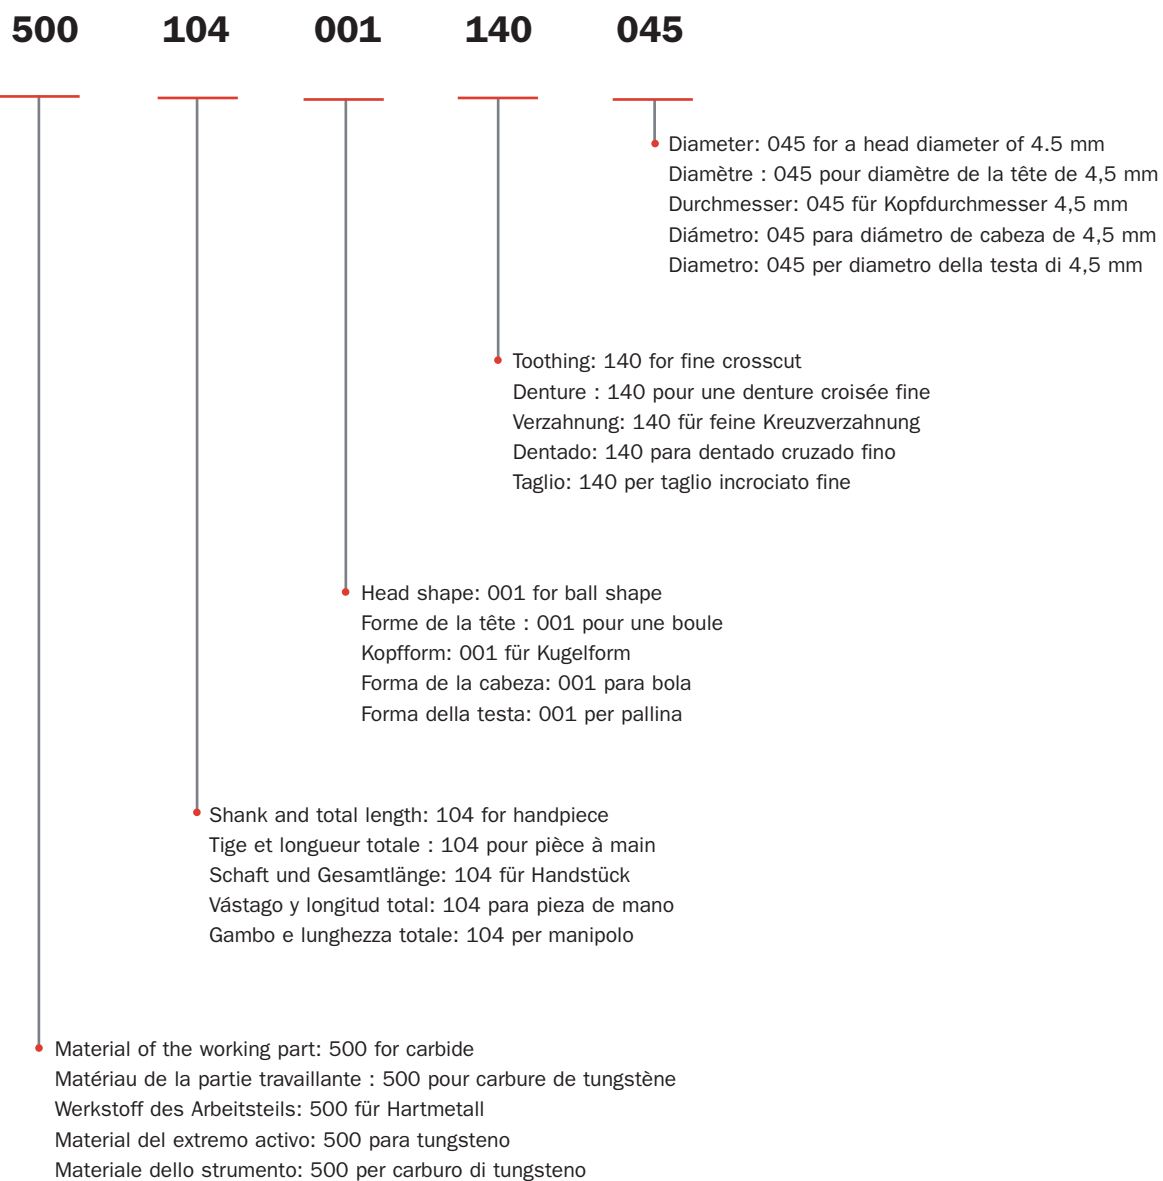 500 104 001 140 045
Diameter: 045 for a head diameter of 4.5 mm
Diamètre : 045 pour diamètre de la tête de 4,5 mm
Durchmesser: 045 für Kopfdurchmesser 4,5 mm
Diámetro: 045 para diámetro de cabeza de 4,5 mm
Diametro: 045 per diametro della testa di 4,5 mm
Toothing: 140 for fine crosscut
Denture : 140 pour une denture croisée fine
Verzahnung: 140 für feine Kreuzverzahnung
Dentado: 140 para dentado cruzado fino
Taglio: 140 per taglio incrociato fine
Head shape: 001 for ball shape
Forme de la tête : 001 pour une boule
Kopfform: 001 für Kugelform
Forma de la cabeza: 001 para bola
Forma della testa: 001 per pallina
Shank and total length: 104 for handpiece
Tige et longueur totale : 104 pour pièce à main
Schaft und Gesamtlänge: 104 für Handstück
Vástago y longitud total: 104 para pieza de mano
Gambo e lunghezza totale: 104 per manipolo
Material of the working part: 500 for carbide
Matériau de la partie travaillante : 500 pour carbure de tungstène
Werkstoff des Arbeitsteils: 500 für Hartmetall
Material del extremo activo: 500 para tungsteno
Materiale dello strumento: 500 per carburo di tungsteno